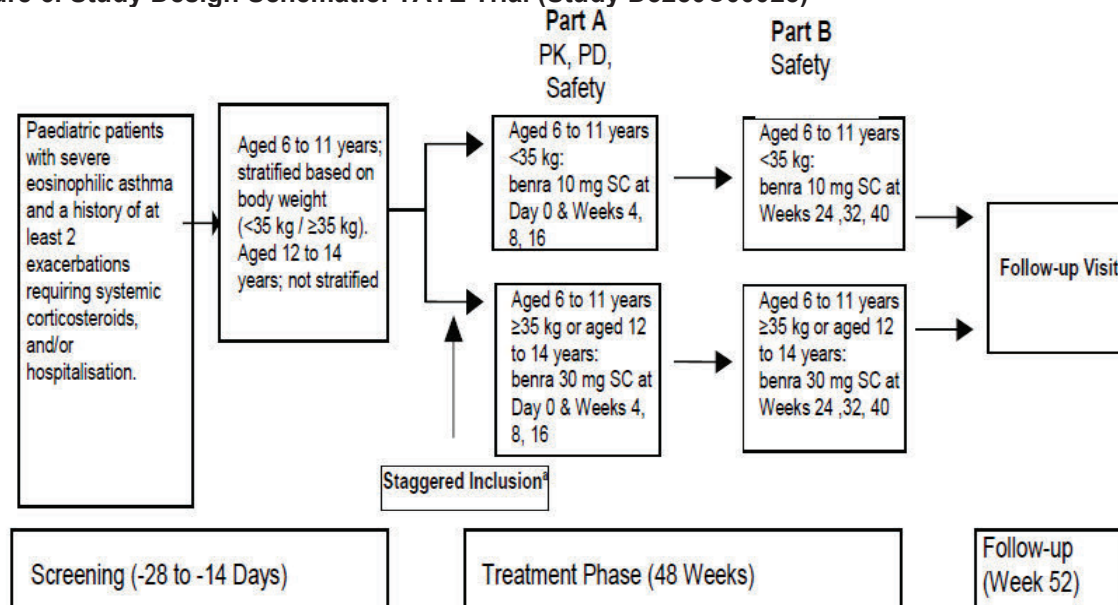 Study Design Schematic: TATE Trial (Study
Part A
PK, PD,
Safety
Part B
Safety
Paediatric patients
with severe
eosinophilic asthma
and a history of at
least 2
exacerbations
requiring systemic
corticosteroids,
and/or
hospitalisation.
Aged 6 to 11 years;
stratified based on
body weight
(<35 kg / ≥35 kg).
Aged 12 to 14
years; not stratified
Aged 6 to 11 years
<35 kg:
benra 10 mg SC at
Day 0 & Weeks 4,
8, 16
Aged 6 to 11 years
<35 kg:
benra 10 mg SC at
Weeks 24 ,32, 40
Aged 6 to 11 years
≥35 kg or aged 12
to 14 years:
benra 30 mg SC at
Day 0 & Weeks 4,
8, 16
Aged 6 to 11 years
≥35 kg or aged 12
to 14 years:
benra 30 mg SC at
Weeks 24 ,32, 40
Follow-up Visit
Staggered Inclusionᵃ
Screening (-28 to -14 Days)
Treatment Phase (48 Weeks)
Follow-up
(Week 52)